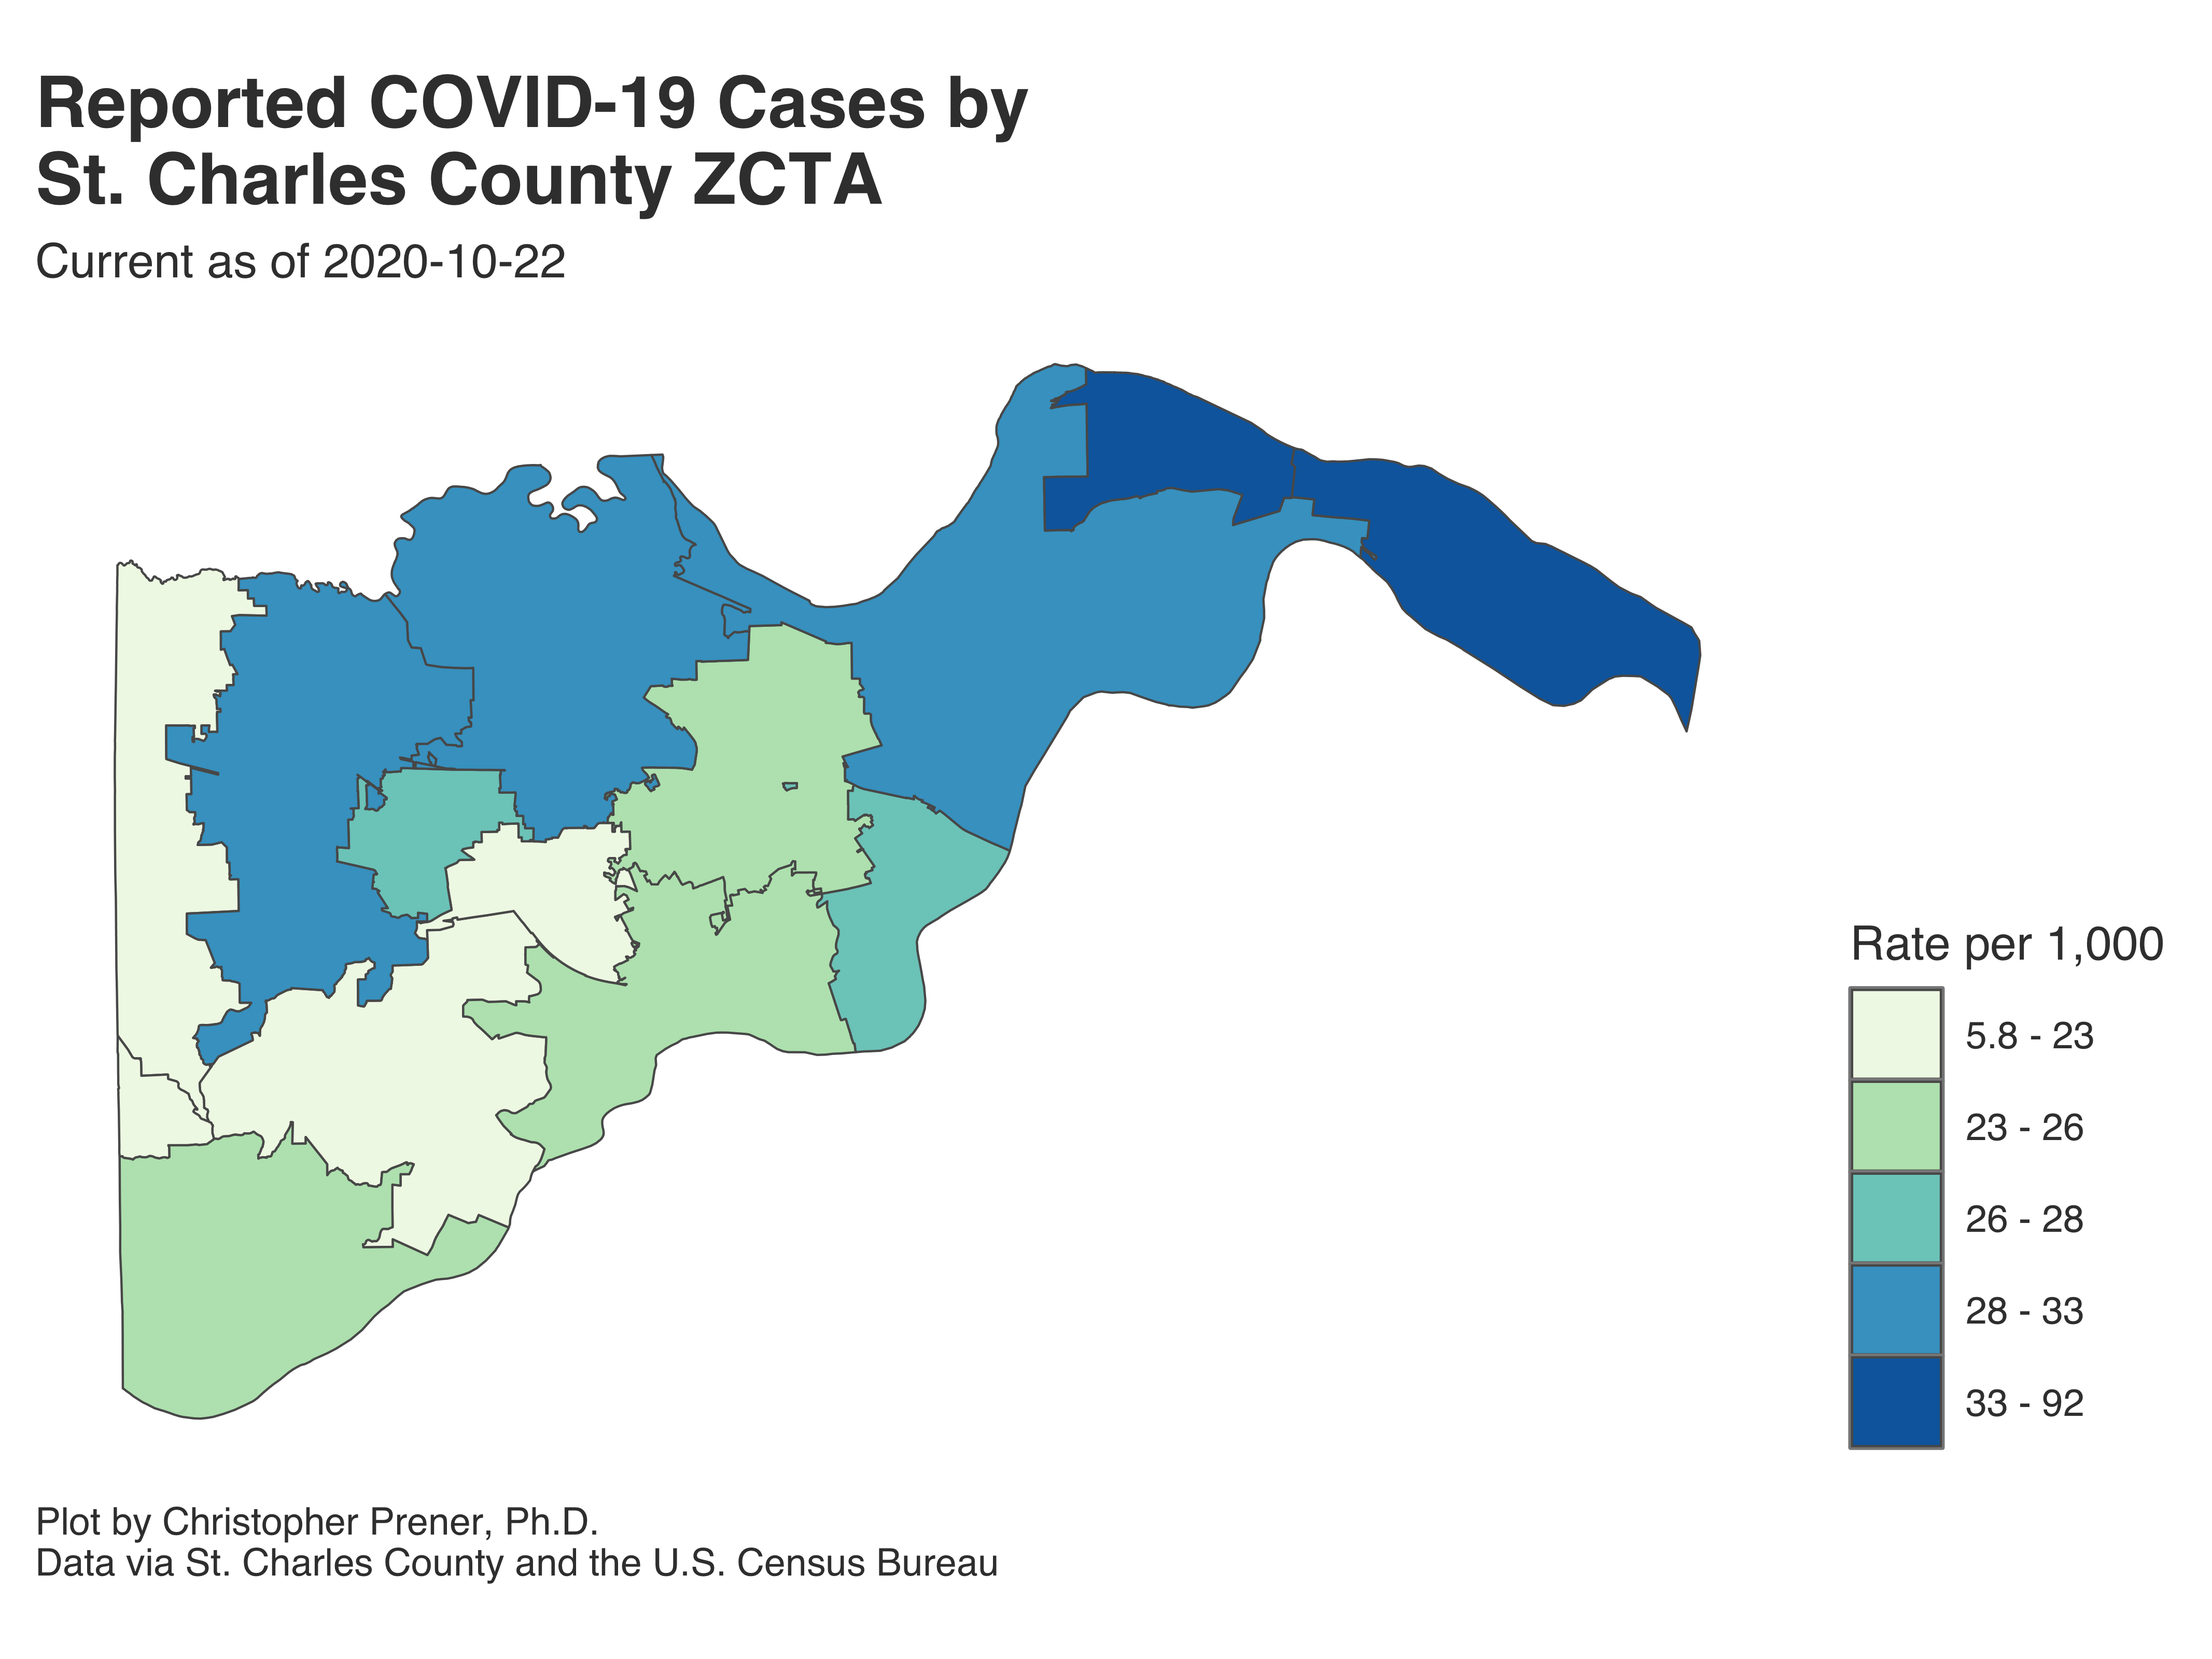 Reported COVID-19 Cases by
St. Charles County ZCTA
Current as of 2020-10-22
Rate per 1,000
5.8 - 23
23 - 26
26 - 28
28 - 33
33 - 92
Plot by Christopher Prener, Ph.D.
Data via St. Charles County and the U.S. Census Bureau